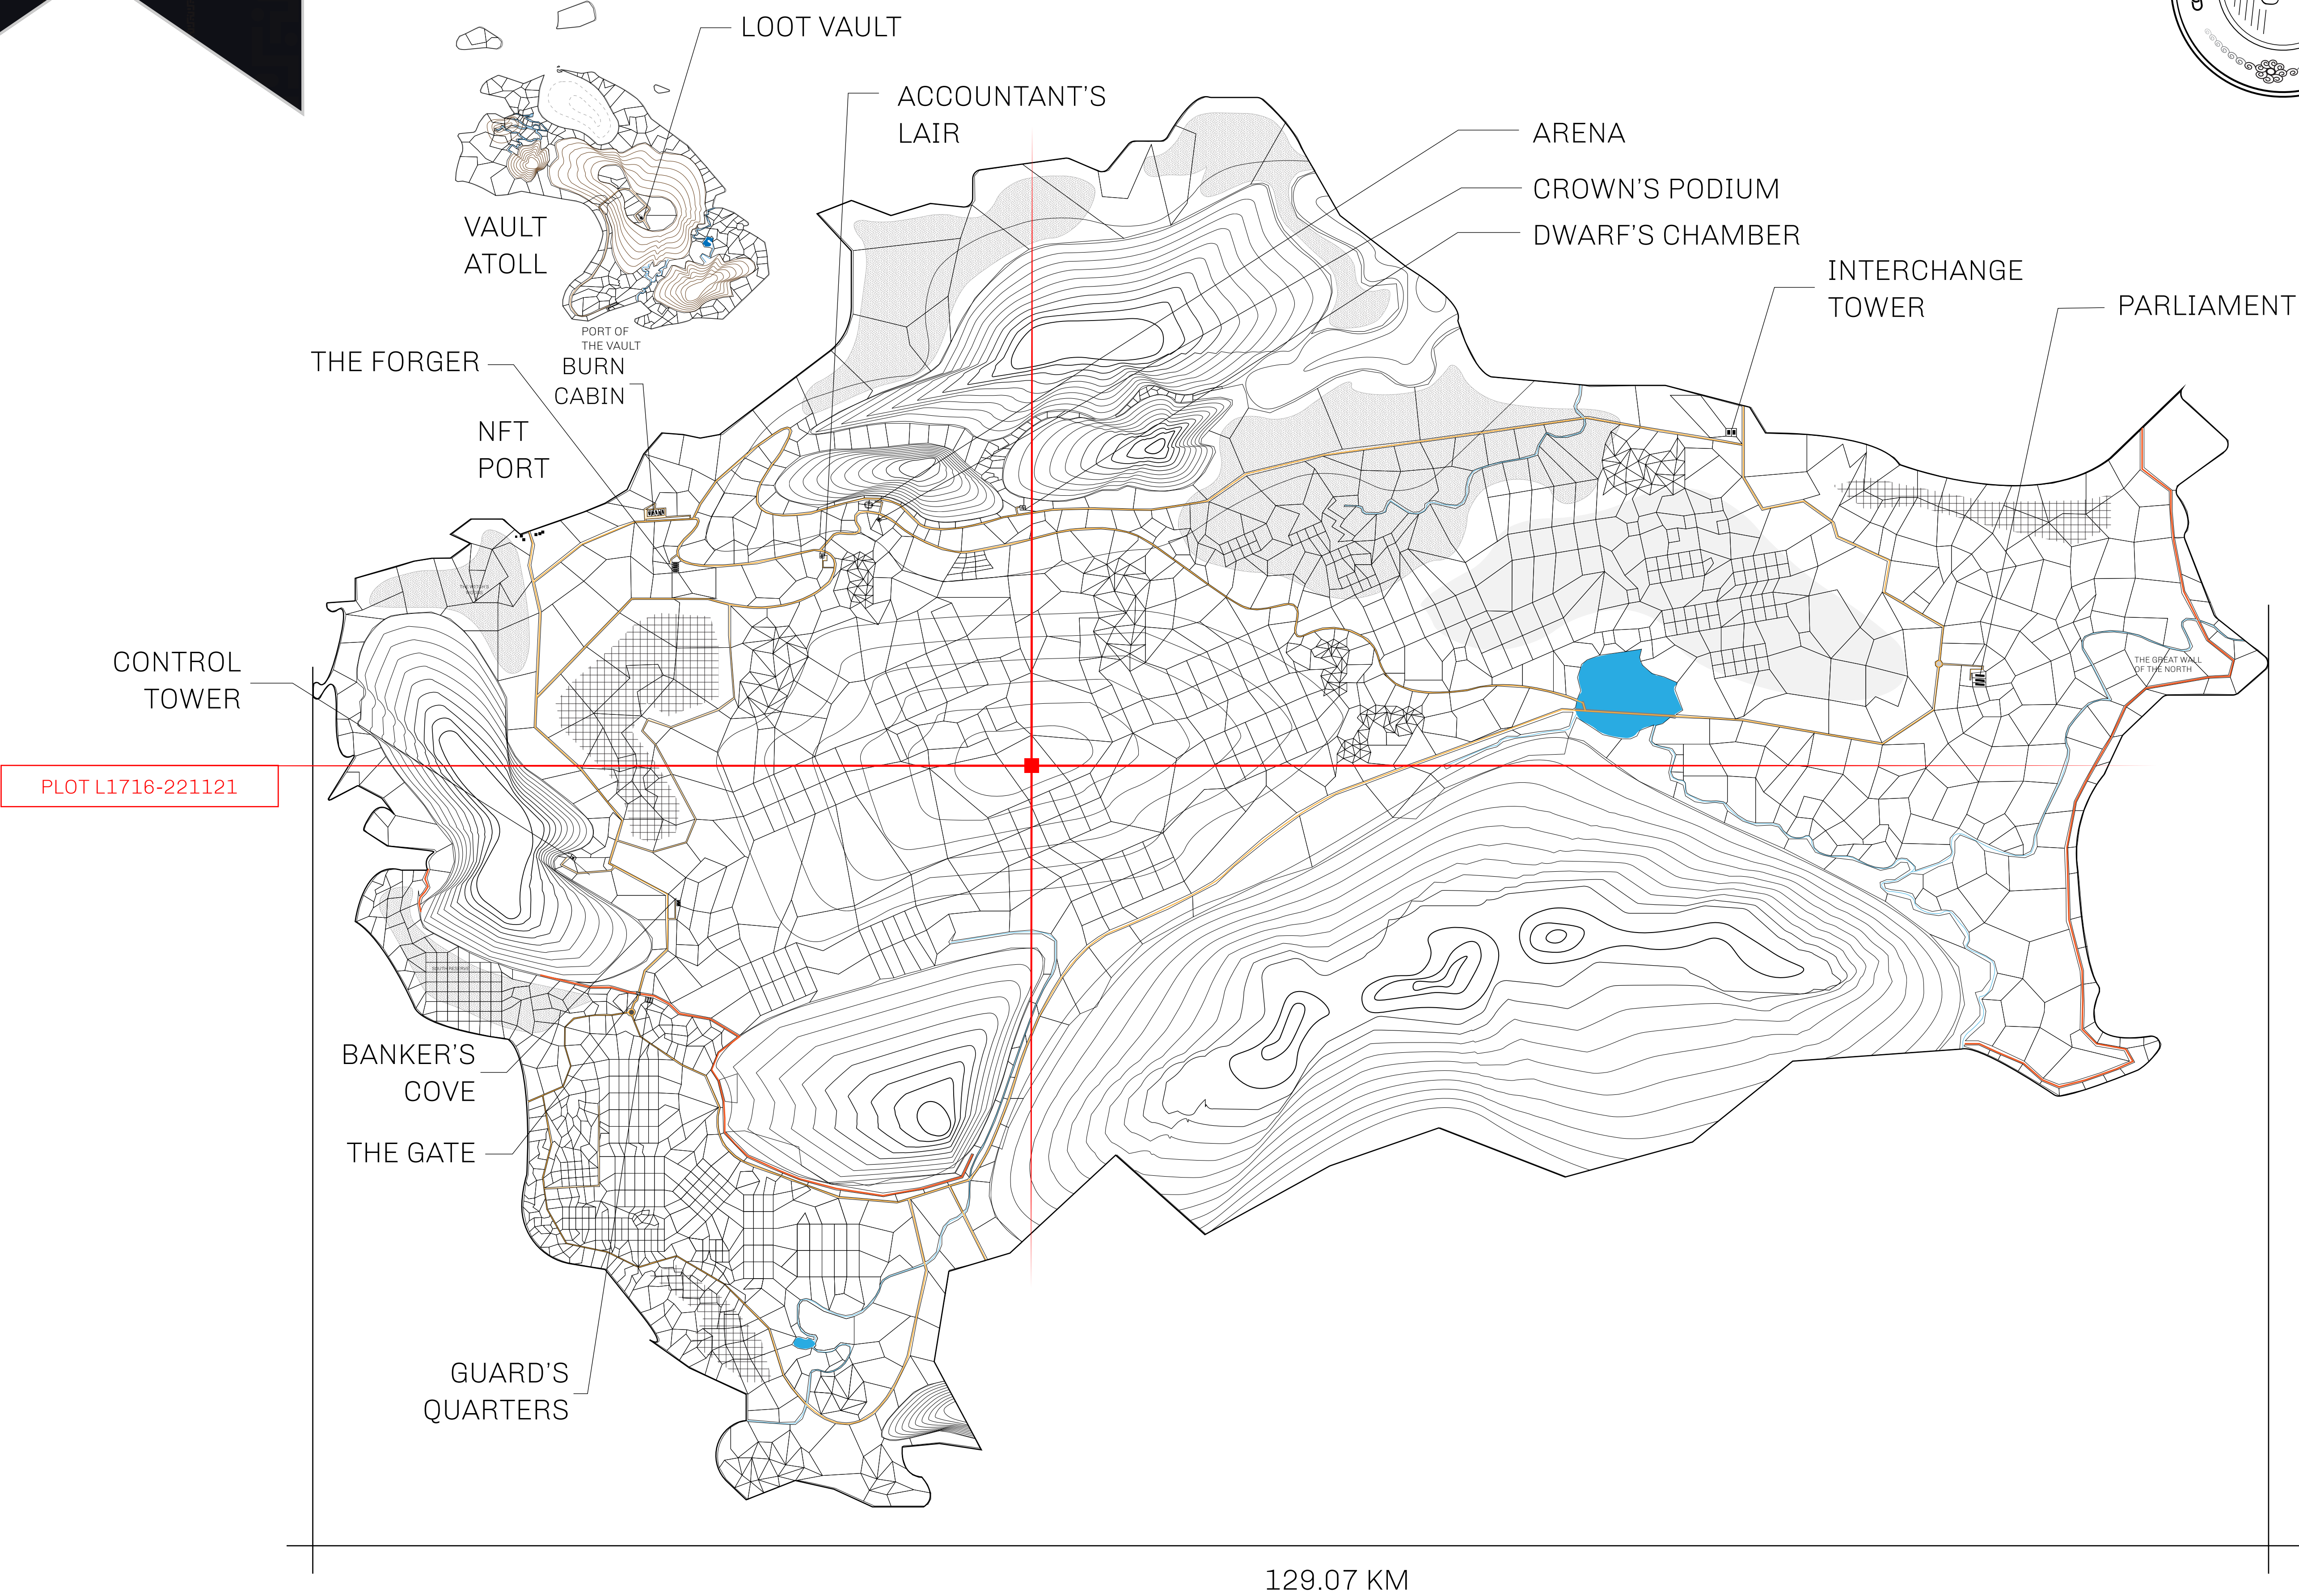 LOOT VAULT
ACCOUNTANT'S
LAIR
ARENA
CROWN'S PODIUM
DWARF'S CHAMBER
VAULT
ATOLL
INTERCHANGE
TOWER
PARLIAMENT
PORT OF
THE VAULT
THE FORGER
BURN
CABIN
NFT
PORT
CONTROL
TOWER
THE GREAT WALL
OF THE NORTH
PLOT L1716-221121
SOUTH RESERVE
BANKER'S
COVE
THE GATE
GUARD'S
QUARTERS
129.07 KM